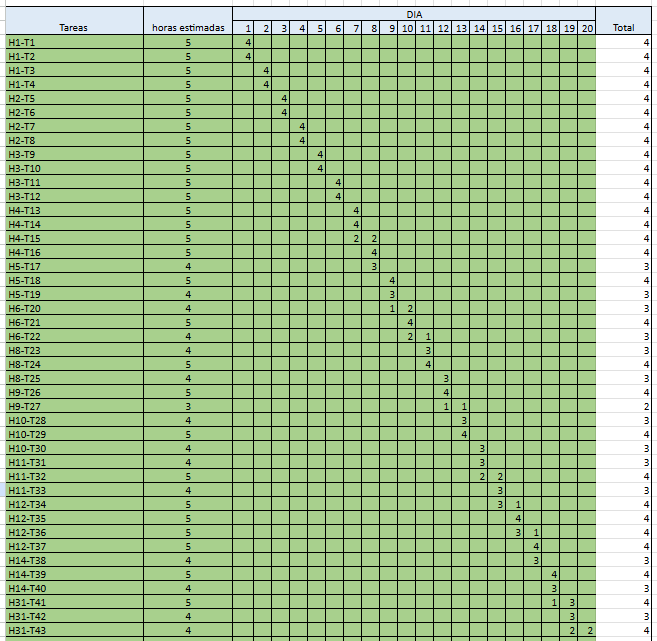 DIA
Tareas horas estimadas 1 2 3 4 5 6 7 8 9 10 11 12 13 14 15 16 17 18 19 20 Total
H1-T1 5 4 4
H1-T2 5 4 4
H1-T3 5 4 4
H1-T4 5 4 4
H2-T5 5 4 4
H2-T6 5 4 4
H2-T7 5 4 4
H2-T8 5 4 4
H3-T9 5 4 4
H3-T10 5 4 4
H3-T11 5 4 4
H3-T12 5 4 4
H4-T13 5 4 4
H4-T14 5 4 4
H4-T15 5 2 2 4
H4-T16 5 4 4
H5-T17 4 3 3
H5-T18 5 4 4
H5-T19 4 3 3
H6-T20 4 1 2 3
H6-T21 5 4 4
H6-T22 4 2 1 3
H8-T23 4 3 3
H8-T24 5 4 4
H8-T25 4 3 3
H9-T26 5 4 4
H9-T27 3 1 1 2
H10-T28 4 3 3
H10-T29 5 4 4
H10-T30 4 3 3
H11-T31 4 3 3
H11-T32 5 2 2 4
H11-T33 4 3 3
H12-T34 5 3 1 4
H12-T35 5 4 4
H12-T36 5 3 1 4
H12-T37 5 4 4
H14-T38 4 3 3
H14-T39 5 4 4
H14-T40 4 3 3
H31-T41 5 1 3 4
H31-T42 4 3 3
H31-T43 4 2 2 4